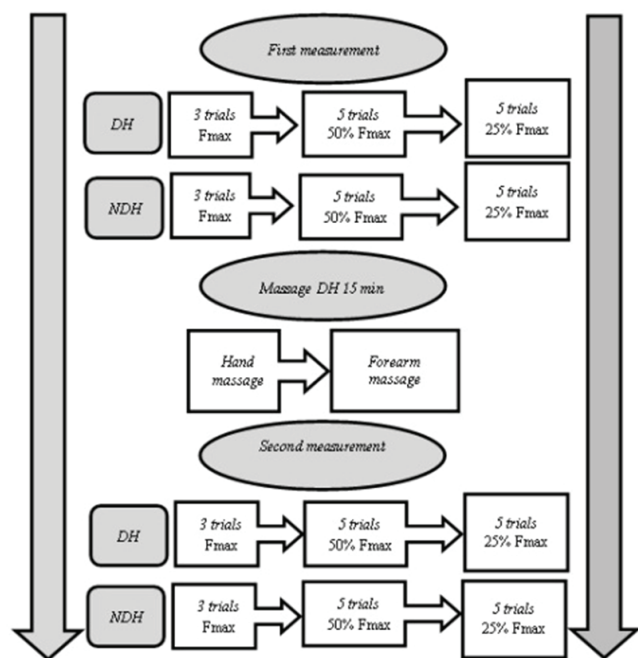 First measurement
DH
3 trials
Fmax
5 trials
50% Fmax
5 trials
25% Fmax
NDH
3 trials
Fmax
5 trials
50% Fmax
5 trials
25% Fmax
Massage DH 15 min
Hand
massage
Forearm
massage
Second measurement
DH
3 trials
Fmax
5 trials
50% Fmax
5 trials
25% Fmax
NDH
3 trials
Fmax
5 trials
50% Fmax
5 trials
25% Fmax